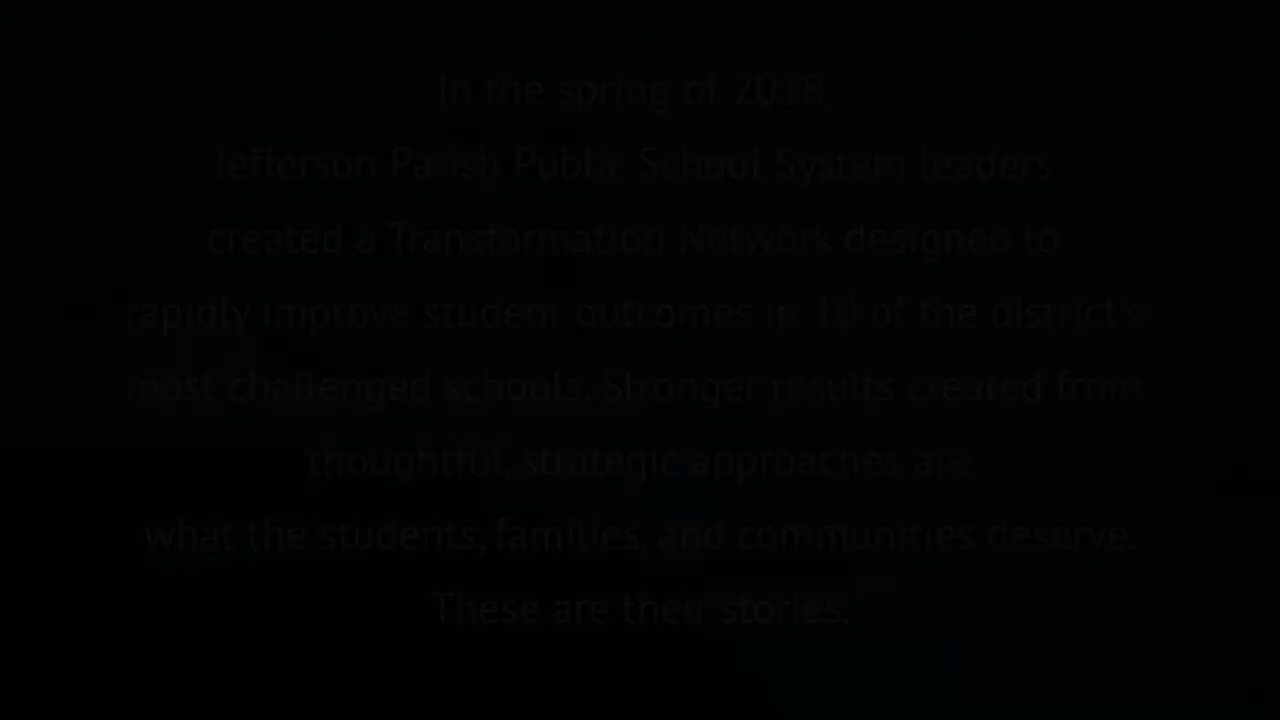 In the spring of 2018
Jefferson Parish Public School System leaders
created a Transformation Network designed to
rapidly improve student outcomes in 10 of the district's
most challenged schools. Stronger results created from
thoughtful, strategic approaches are
what the students, families, and communities deserve.
These are their stories.